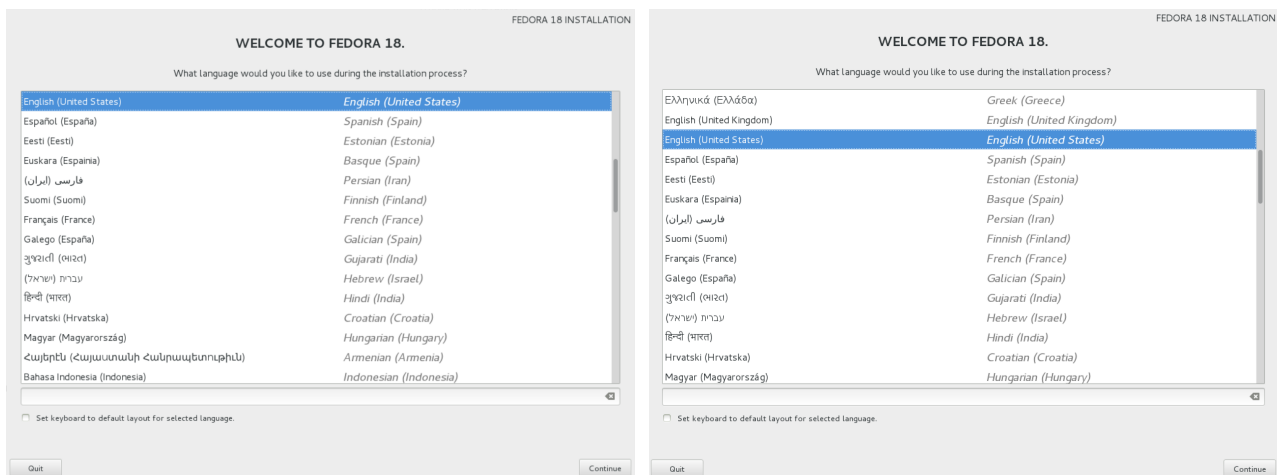 FEDORA 18 INSTALLATION
WELCOME TO FEDORA 18.
What language would you like to use during the installation process?
English (United States) English (United States)
Español (España) Spanish (Spain)
Eesti (Eesti) Estonian (Estonia)
Euskara (Espainia) Basque (Spain)
فارسی (ایران) Persian (Iran)
Suomi (Suomi) Finnish (Finland)
Français (France) French (France)
Galego (España) Galician (Spain)
ગુજરાતી (ભારત) Gujarati (India)
עברית (ישראל) Hebrew (Israel)
हिन्दी (भारत) Hindi (India)
Hrvatski (Hrvatska) Croatian (Croatia)
Magyar (Magyarország) Hungarian (Hungary)
Հայերէն (Հայաստանի Հանրապետութիւն) Armenian (Armenia)
Bahasa Indonesia (Indonesia) Indonesian (Indonesia)
Set keyboard to default layout for selected language.
Quit Continue
FEDORA 18 INSTALLATION
WELCOME TO FEDORA 18.
What language would you like to use during the installation process?
Ελληνικά (Ελλάδα) Greek (Greece)
English (United Kingdom) English (United Kingdom)
English (United States) English (United States)
Español (España) Spanish (Spain)
Eesti (Eesti) Estonian (Estonia)
Euskara (Espainia) Basque (Spain)
فارسی (ایران) Persian (Iran)
Suomi (Suomi) Finnish (Finland)
Français (France) French (France)
Galego (España) Galician (Spain)
ગુજરાતી (ભારત) Gujarati (India)
עברית (ישראל) Hebrew (Israel)
हिन्दी (भारत) Hindi (India)
Hrvatski (Hrvatska) Croatian (Croatia)
Magyar (Magyarország) Hungarian (Hungary)
Set keyboard to default layout for selected language.
Quit Continue